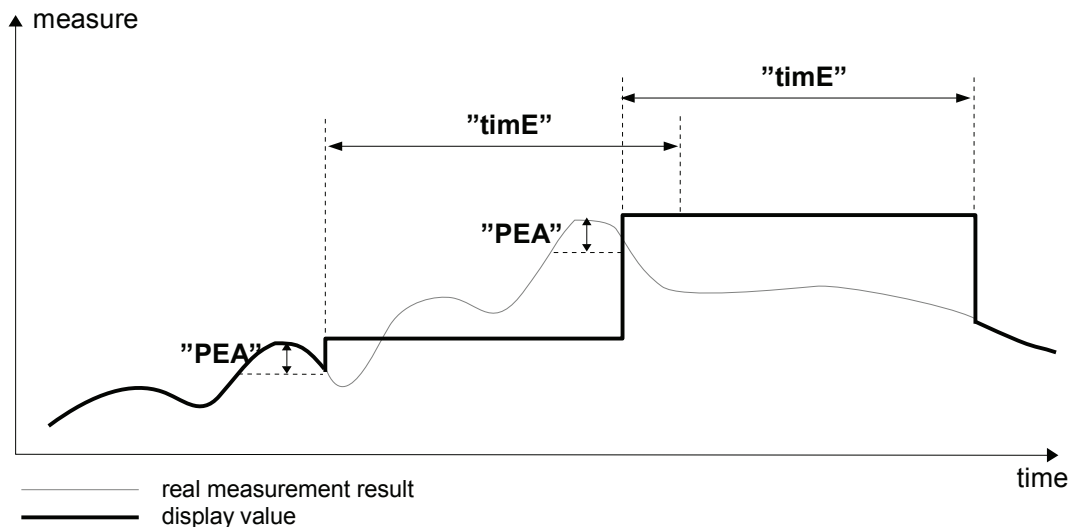 measure
”timE”
”timE”
”PEA”
”PEA”
time
real measurement result
display value